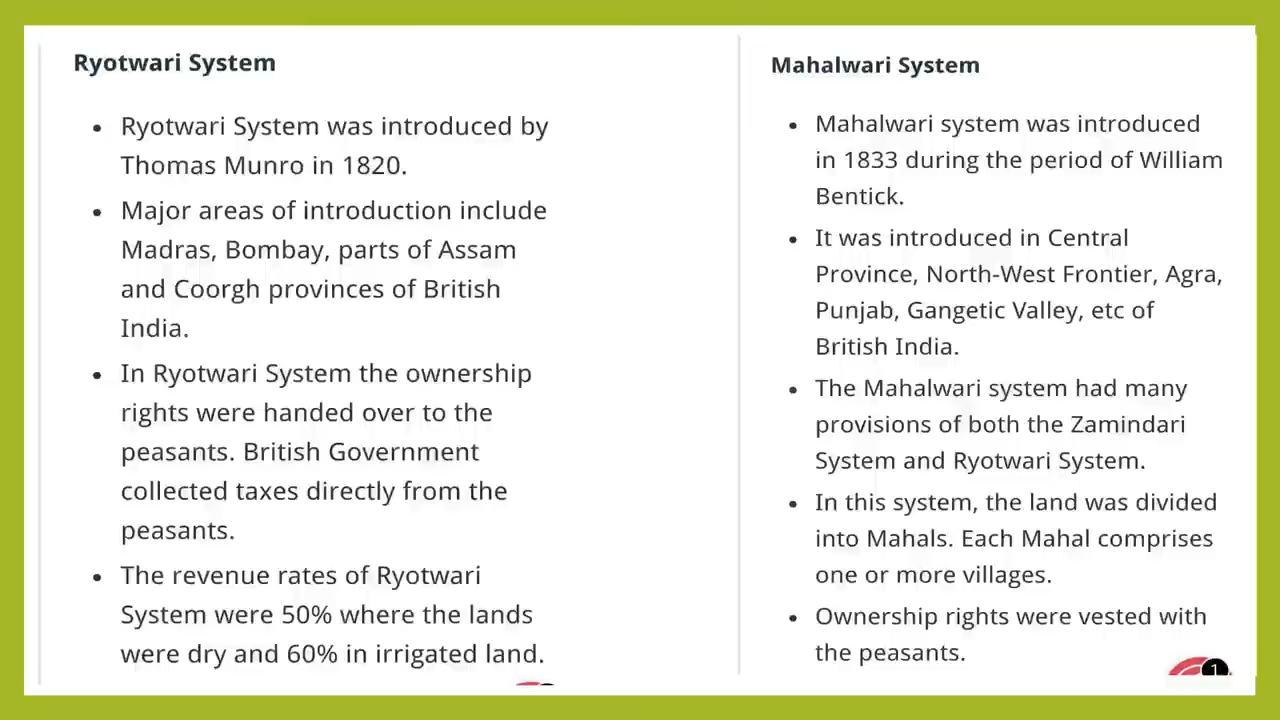 Ryotwari System
• Ryotwari System was introduced by
Thomas Munro in 1820.
• Major areas of introduction include
Madras, Bombay, parts of Assam
and Coorgh provinces of British
India.
• In Ryotwari System the ownership
rights were handed over to the
peasants. British Government
collected taxes directly from the
peasants.
• The revenue rates of Ryotwari
System were 50% where the lands
were dry and 60% in irrigated land.
Mahalwari System
• Mahalwari system was introduced
in 1833 during the period of William
Bentick.
• It was introduced in Central
Province, North-West Frontier, Agra,
Punjab, Gangetic Valley, etc of
British India.
• The Mahalwari system had many
provisions of both the Zamindari
System and Ryotwari System.
• In this system, the land was divided
into Mahals. Each Mahal comprises
one or more villages.
• Ownership rights were vested with
the peasants.
1